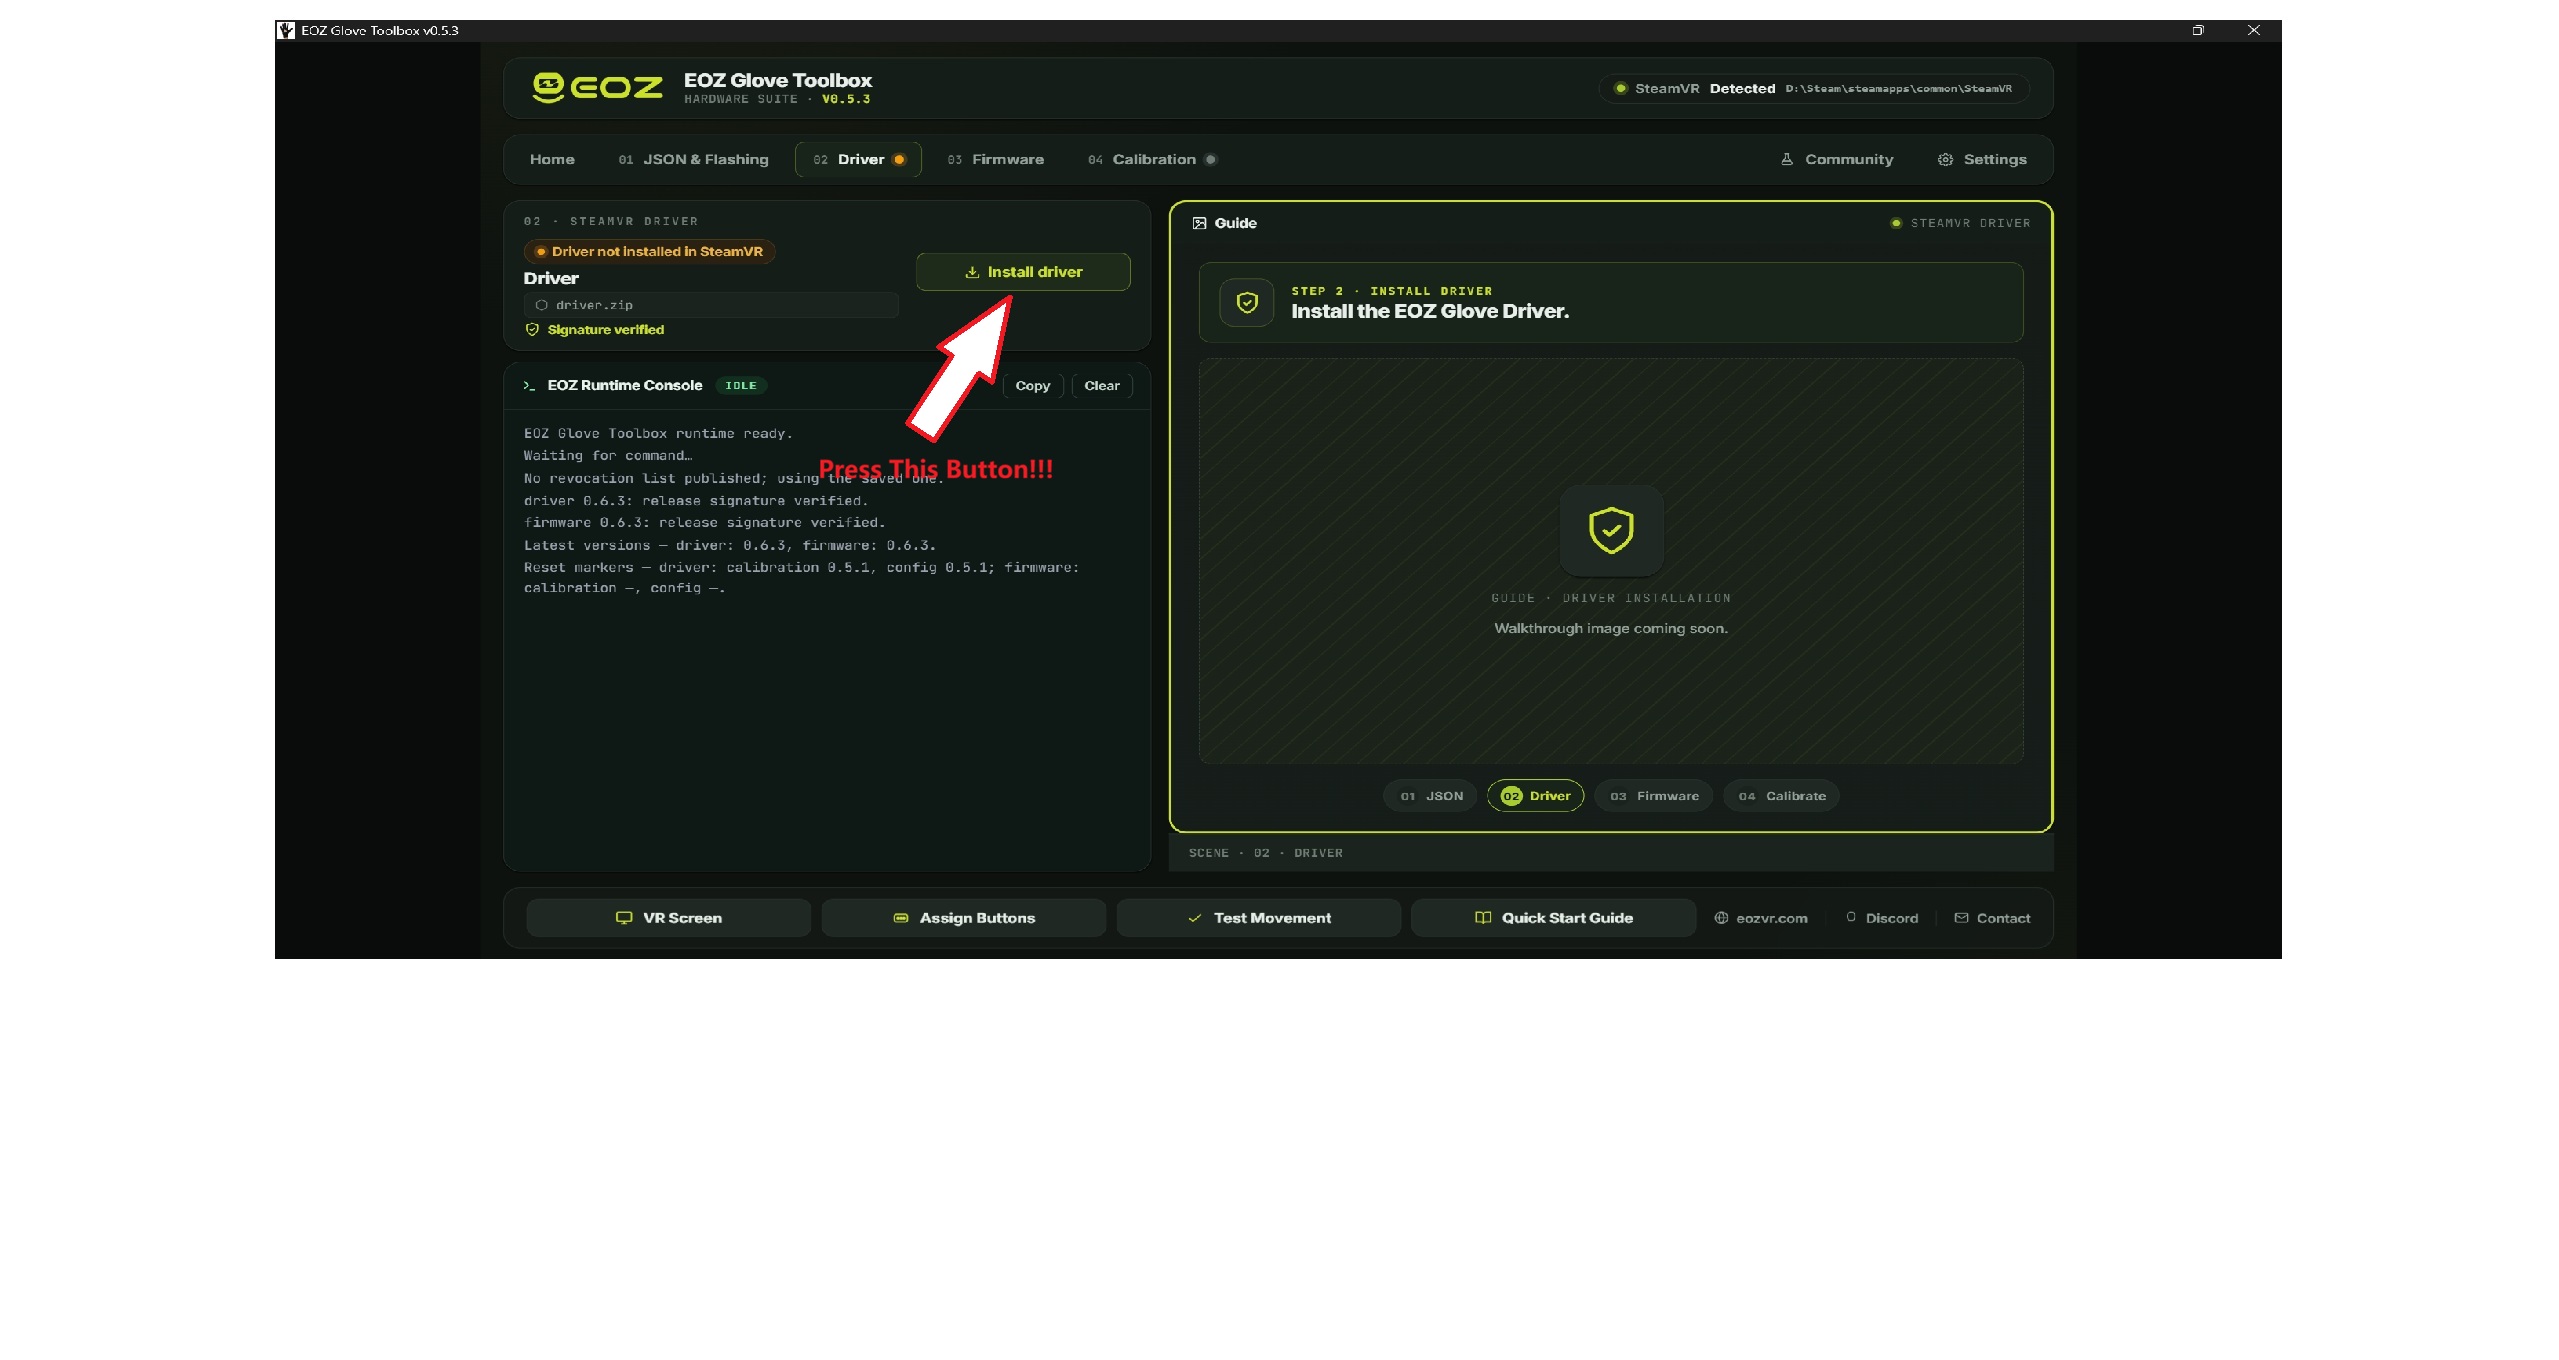 EOZ Glove Toolbox v0.5.3
EOZ
EOZ Glove Toolbox
HARDWARE SUITE · V0.5.3
SteamVR Detected D:\Steam\steamapps\common\SteamVR
Home 01 JSON & Flashing 02 Driver 03 Firmware 04 Calibration Community Settings
02 · STEAMVR DRIVER
Driver not installed in SteamVR
Driver
driver.zip
Signature verified
Install driver
EOZ Runtime Console IDLE Copy Clear
EOZ Glove Toolbox runtime ready.
Waiting for command…
Press This Button!!!
No revocation list published; using the saved one.
driver 0.6.3: release signature verified.
firmware 0.6.3: release signature verified.
Latest versions — driver: 0.6.3, firmware: 0.6.3.
Reset markers — driver: calibration 0.5.1, config 0.5.1; firmware:
calibration —, config —.
Guide STEAMVR DRIVER
STEP 2 · INSTALL DRIVER
Install the EOZ Glove Driver.
GUIDE · DRIVER INSTALLATION
Walkthrough image coming soon.
01 JSON 02 Driver 03 Firmware 04 Calibrate
SCENE · 02 · DRIVER
VR Screen Assign Buttons Test Movement Quick Start Guide eozvr.com Discord Contact